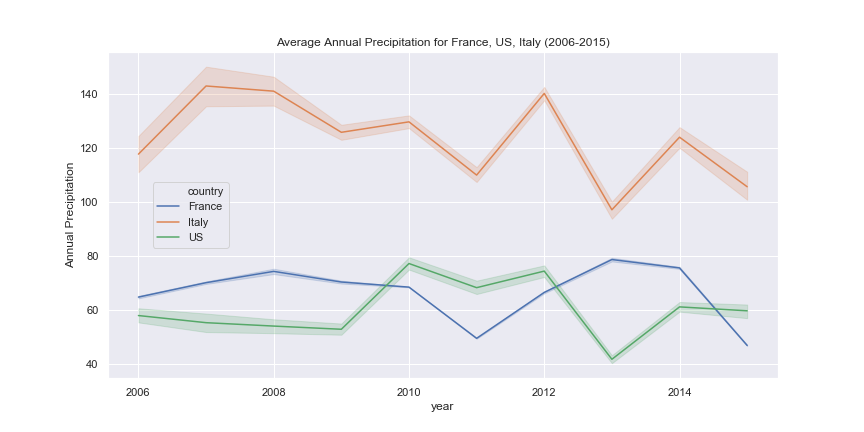 Average Annual Precipitation for France, US, Italy (2006-2015)
Annual Precipitation
140
120
100
80
60
40
country
France
Italy
US
2006
2008
2010
2012
2014
year